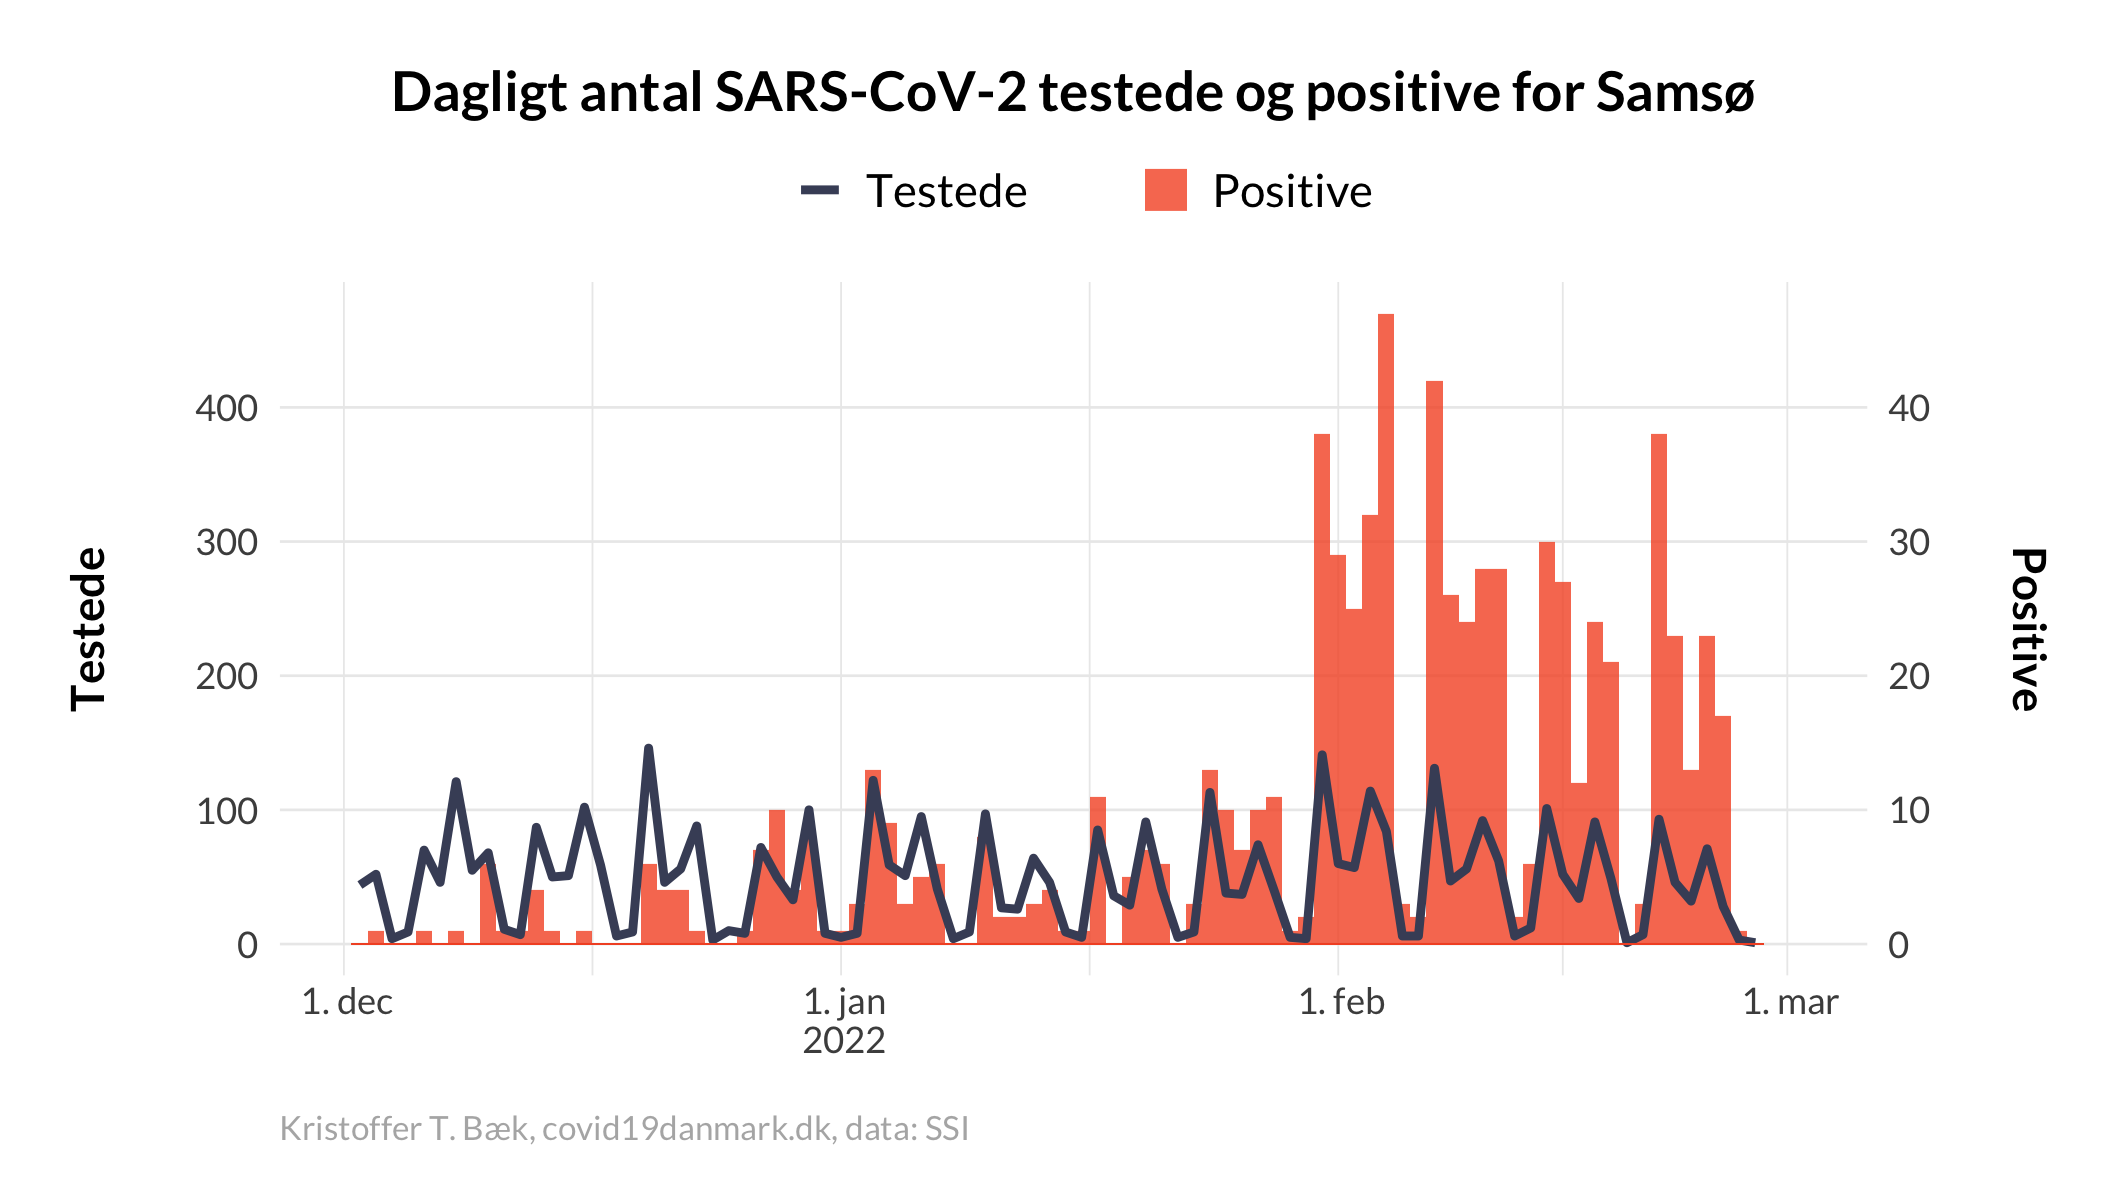 Dagligt antal SARS-CoV-2 testede og positive for Samsø
Testede
Positive
Testede
400
300
200
100
0
40
30
20
10
0
Positive
1. dec
1. jan
2022
1. feb
1. mar
Kristoffer T. Bæk, covid19danmark.dk, data: SSI